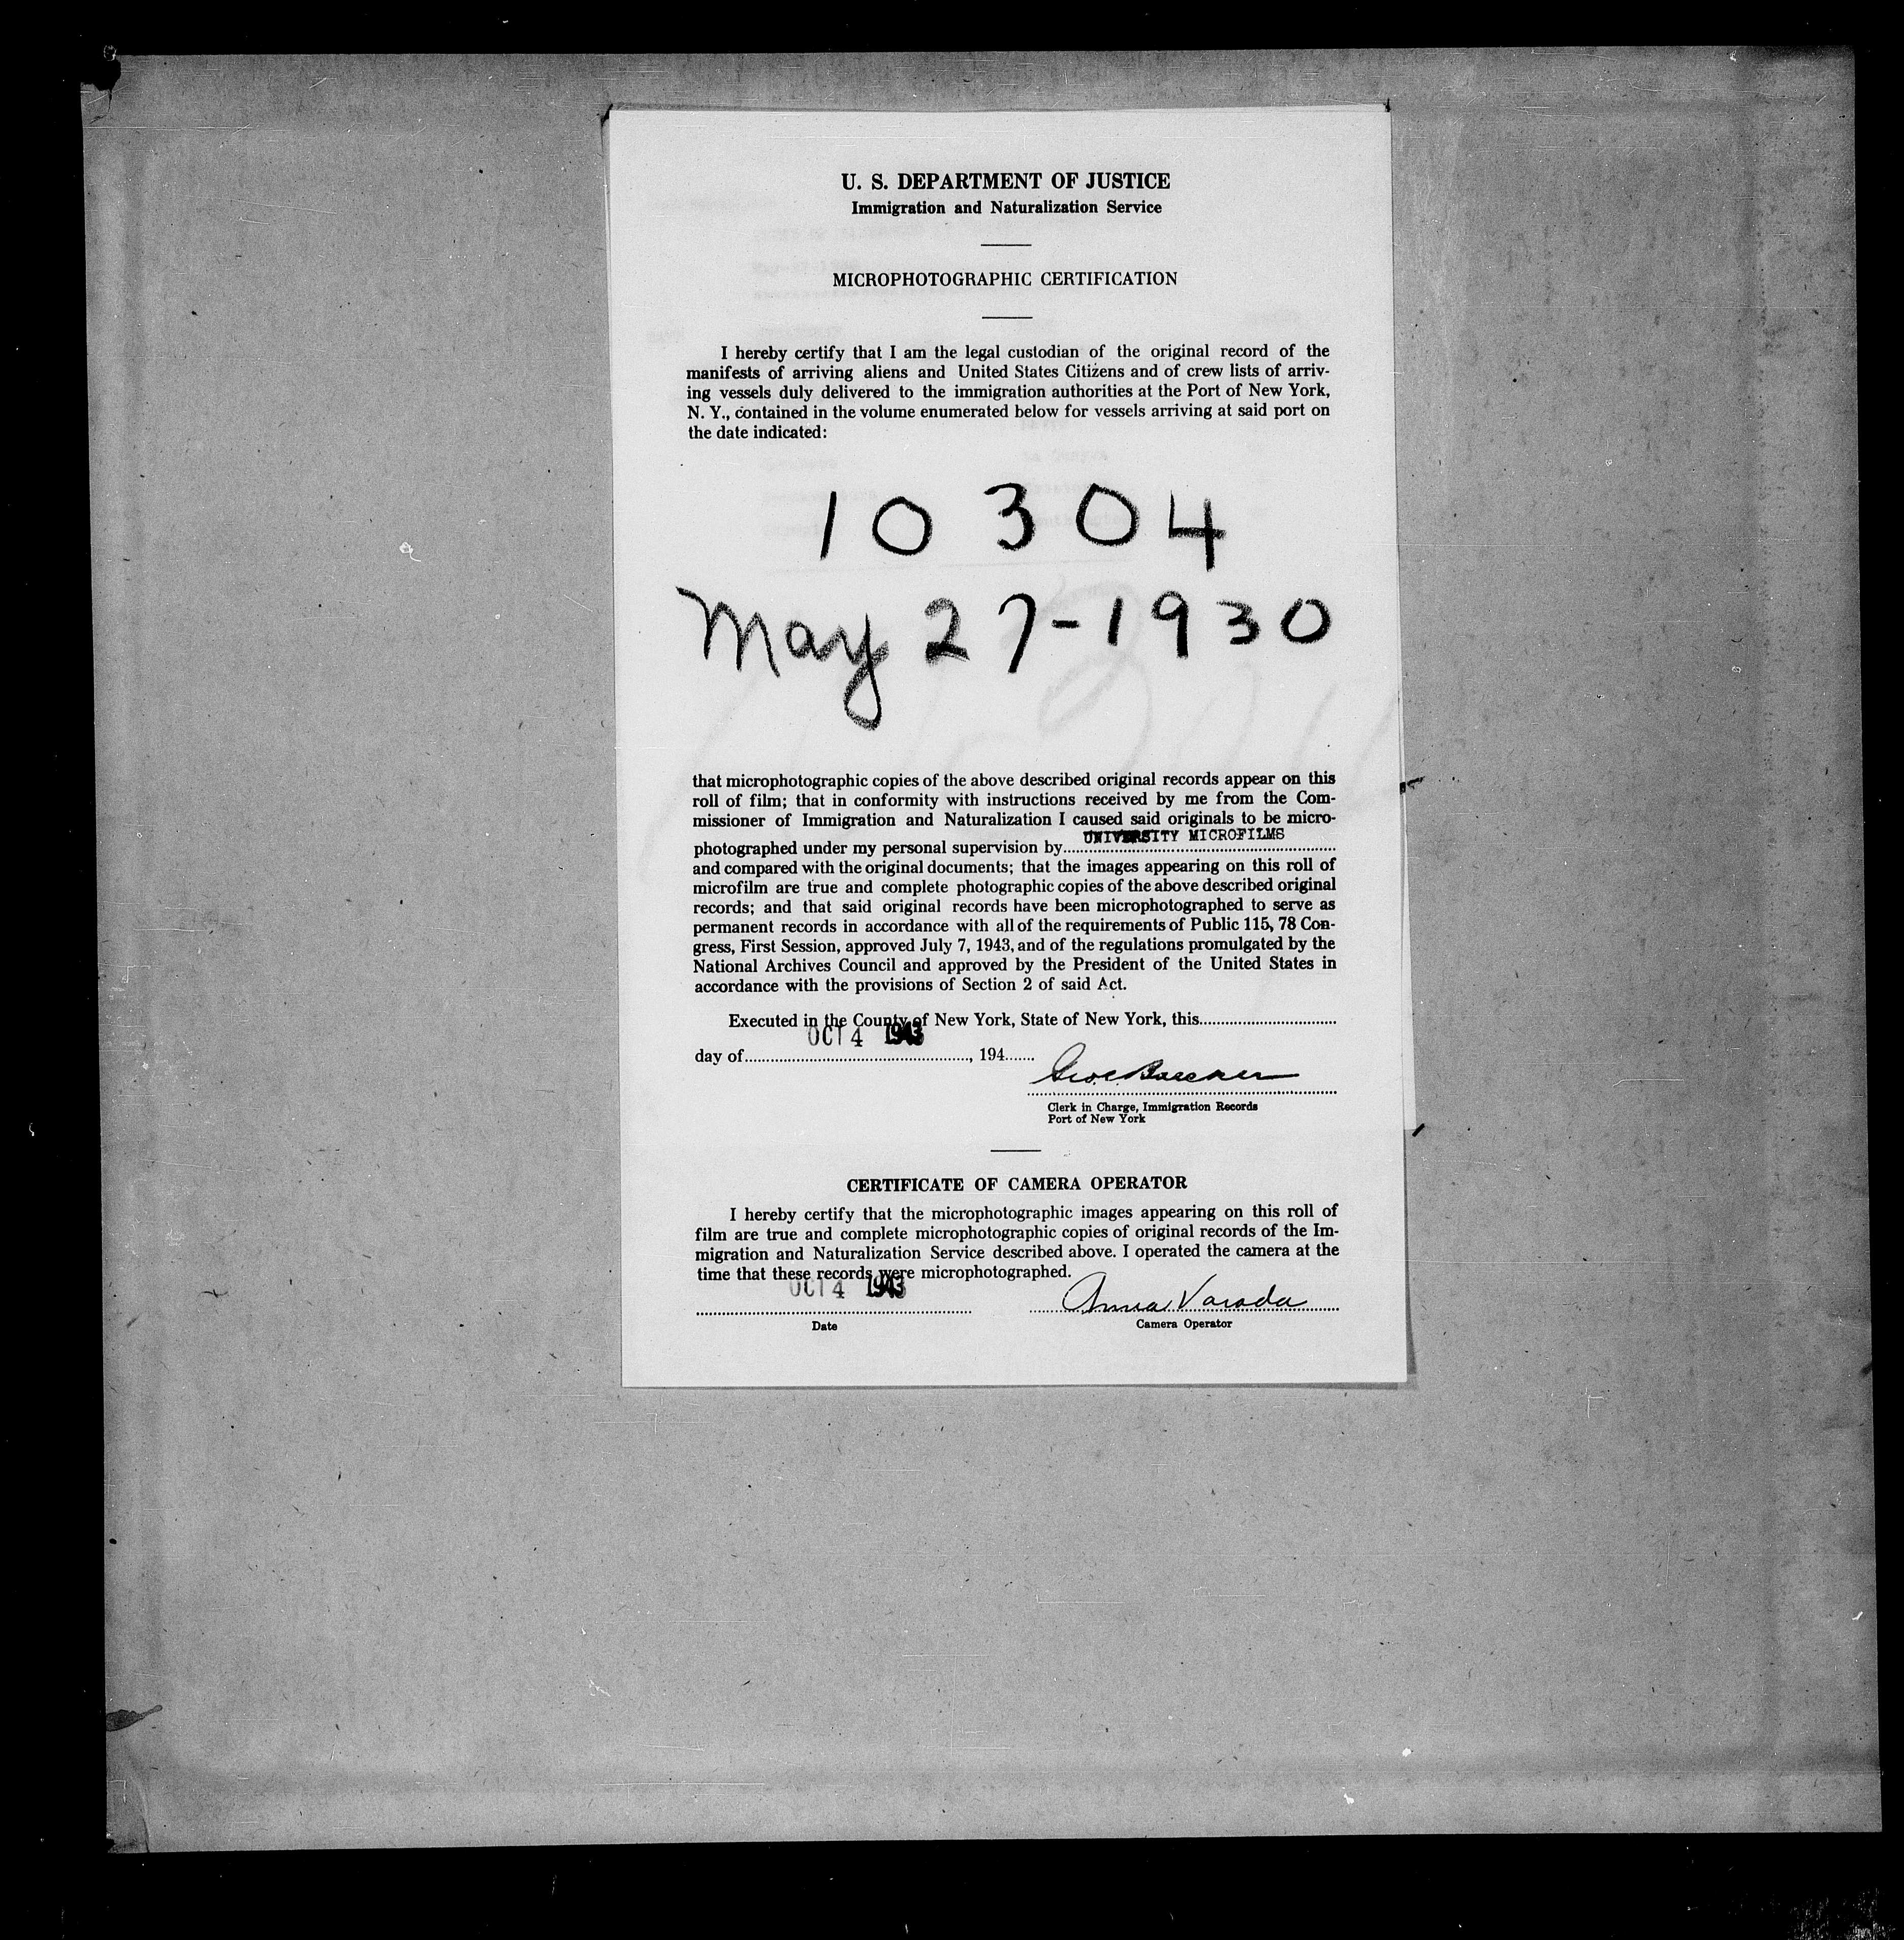 U. S. DEPARTMENT OF JUSTICE
Immigration and Naturalization Service
MICROPHOTOGRAPHIC CERTIFICATION
I hereby certify that I am the legal custodian of the original record of the
manifests of arriving aliens and United States Citizens and of crew lists of arriv-
ing vessels duly delivered to the immigration authorities at the Port of New York,
N. Y., contained in the volume enumerated below for vessels arriving at said port on
the date indicated:
10304
May 27-1930
that microphotographic copies of the above described original records appear on this
roll of film; that in conformity with instructions received by me from the Com-
missioner of Immigration and Naturalization I caused said originals to be micro-
photographed under my personal supervision by UNIVERSITY MICROFILMS
and compared with the original documents; that the images appearing on this roll of
microfilm are true and complete photographic copies of the above described original
records; and that said original records have been microphotographed to serve as
permanent records in accordance with all of the requirements of Public 115, 78 Con-
gress, First Session, approved July 7, 1943, and of the regulations promulgated by the
National Archives Council and approved by the President of the United States in
accordance with the provisions of Section 2 of said Act.
Executed in the County of New York, State of New York, this
OCT 4 1943
day of , 194
Clerk in Charge, Immigration Records
Port of New York
CERTIFICATE OF CAMERA OPERATOR
I hereby certify that the microphotographic images appearing on this roll of
film are true and complete microphotographic copies of original records of the Im-
migration and Naturalization Service described above. I operated the camera at the
time that these records were microphotographed.
OCT 4 1943 Anna Varada
Date Camera Operator